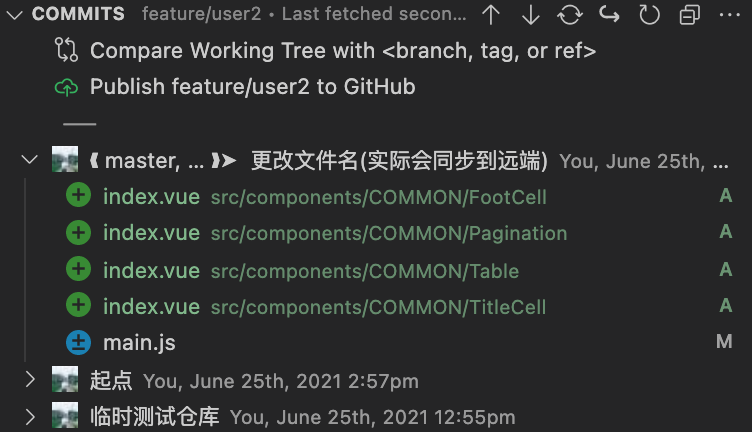 COMMITS feature/user2 • Last fetched secon...
Compare Working Tree with <branch, tag, or ref>
Publish feature/user2 to GitHub
⟪ master, ... ⟫➤ 更改文件名(实际会同步到远端) You, June 25th, ...
index.vue src/components/COMMON/FootCell A
index.vue src/components/COMMON/Pagination A
index.vue src/components/COMMON/Table A
index.vue src/components/COMMON/TitleCell A
main.js M
起点 You, June 25th, 2021 2:57pm
临时测试仓库 You, June 25th, 2021 12:55pm